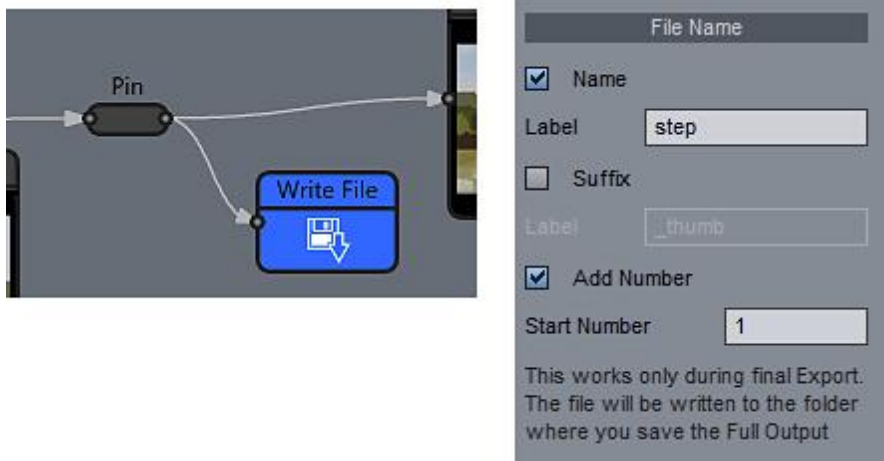 Pin
Write File
File Name
Name
Label step
Suffix
Label _thumb
Add Number
Start Number 1
This works only during final Export.
The file will be written to the folder
where you save the Full Output